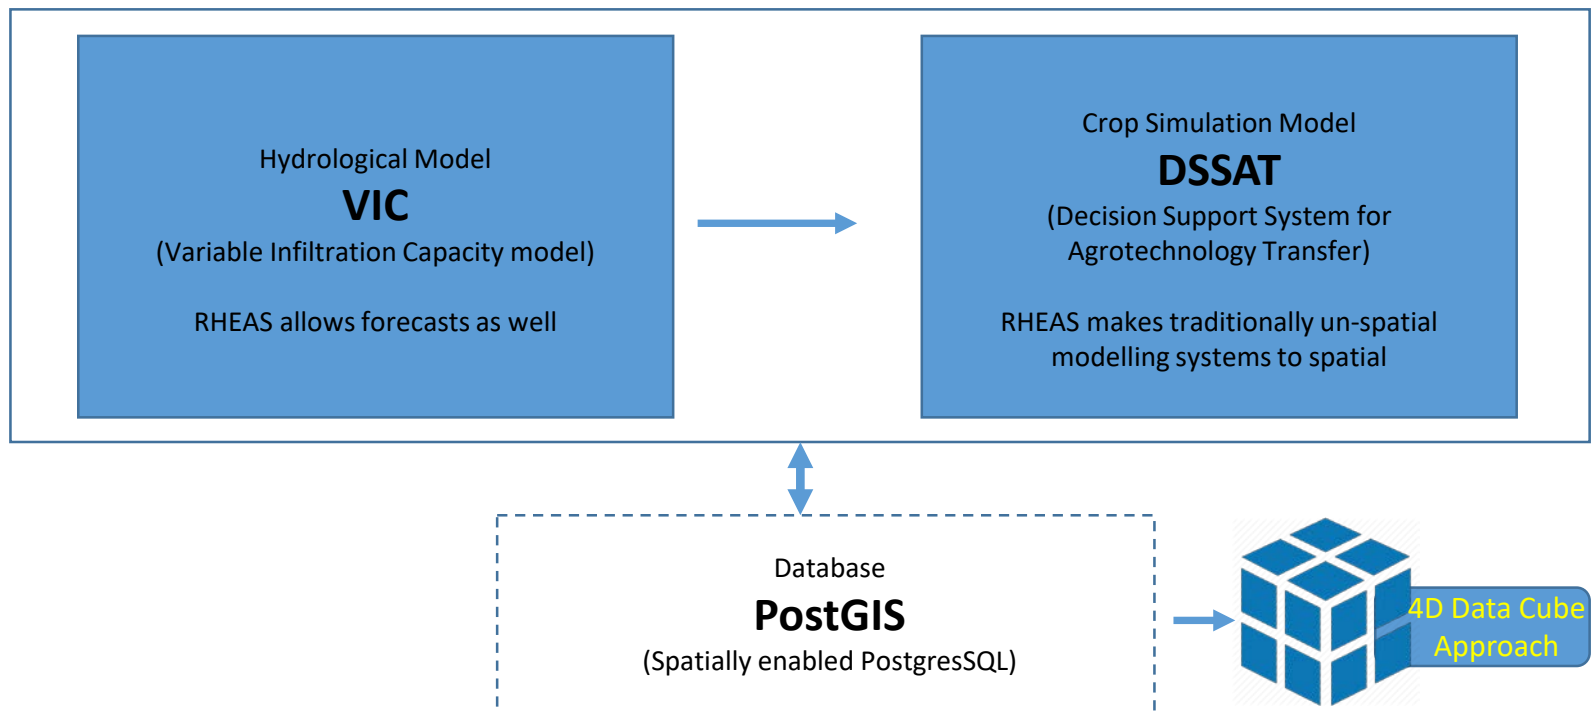 Hydrological Model
VIC
(Variable Infiltration Capacity model)
RHEAS allows forecasts as well
Crop Simulation Model
DSSAT
(Decision Support System for
Agrotechnology Transfer)
RHEAS makes traditionally un-spatial
modelling systems to spatial
Database
PostGIS
(Spatially enabled PostgresSQL)
4D Data Cube
Approach